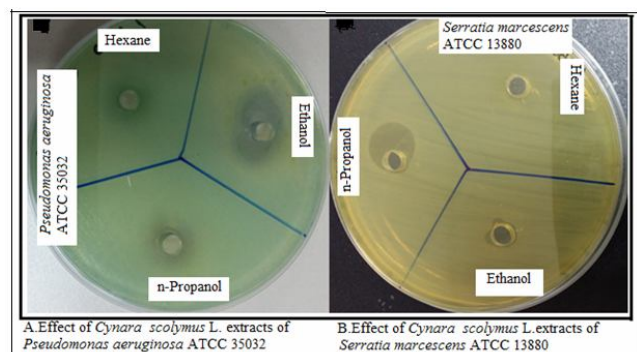 Hexane
Pseudomonas aeruginosa
ATCC 35032
Ethanol
n-Propanol
A.Effect of Cynara scolymus L. extracts of
Pseudomonas aeruginosa ATCC 35032
Serratia marcescens
ATCC 13880
Hexane
n-Propanol
Ethanol
B.Effect of Cynara scolymus L.extracts of
Serratia marcescens ATCC 13880